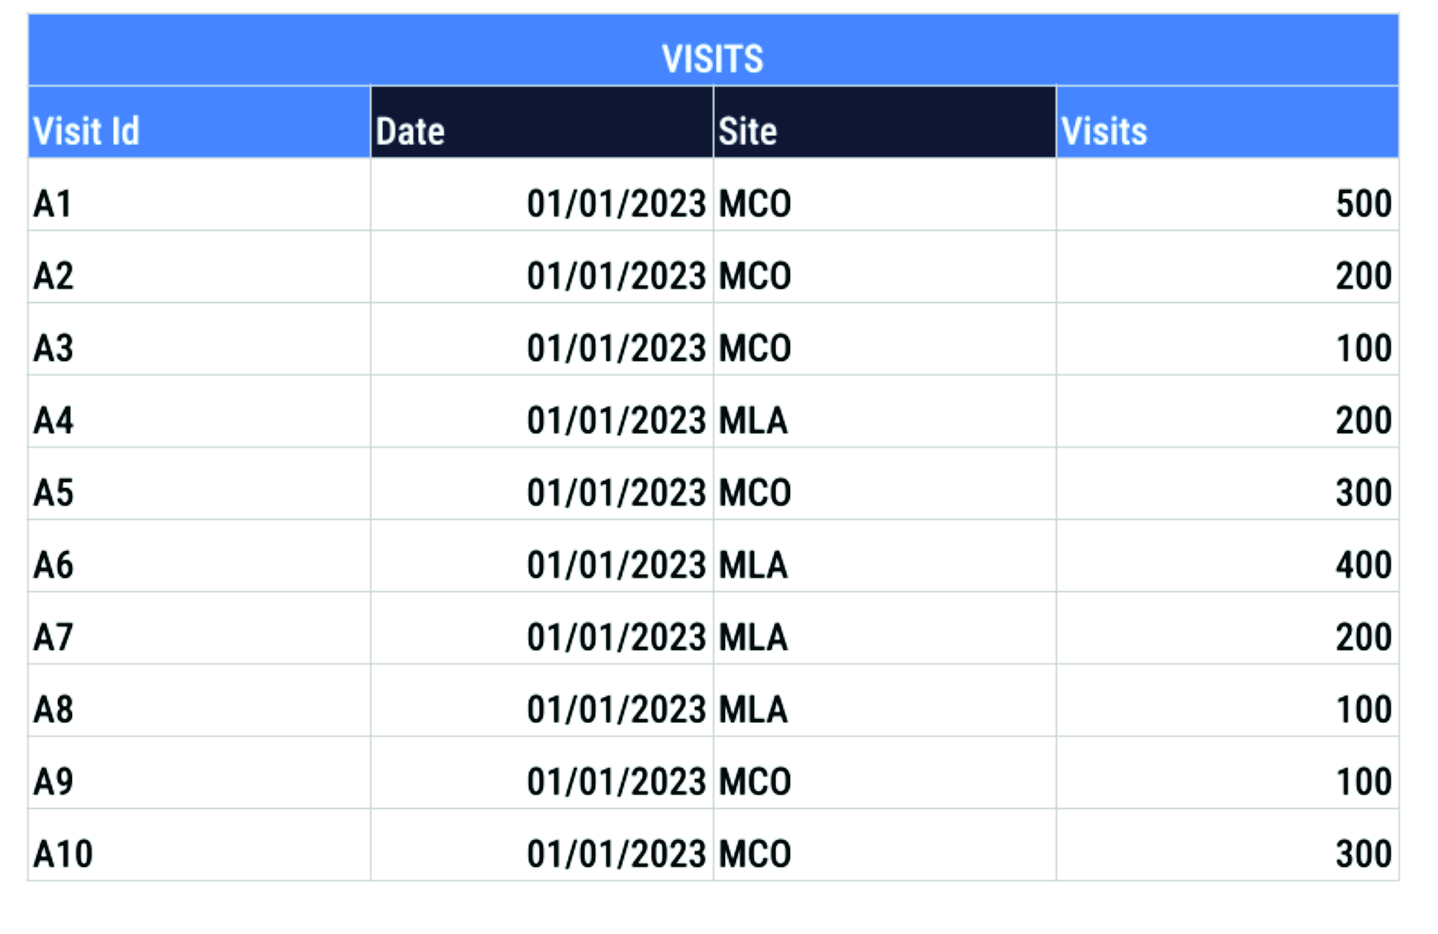 VISITS
Visit Id Date Site Visits
A1 01/01/2023 MCO 500
A2 01/01/2023 MCO 200
A3 01/01/2023 MCO 100
A4 01/01/2023 MLA 200
A5 01/01/2023 MCO 300
A6 01/01/2023 MLA 400
A7 01/01/2023 MLA 200
A8 01/01/2023 MLA 100
A9 01/01/2023 MCO 100
A10 01/01/2023 MCO 300